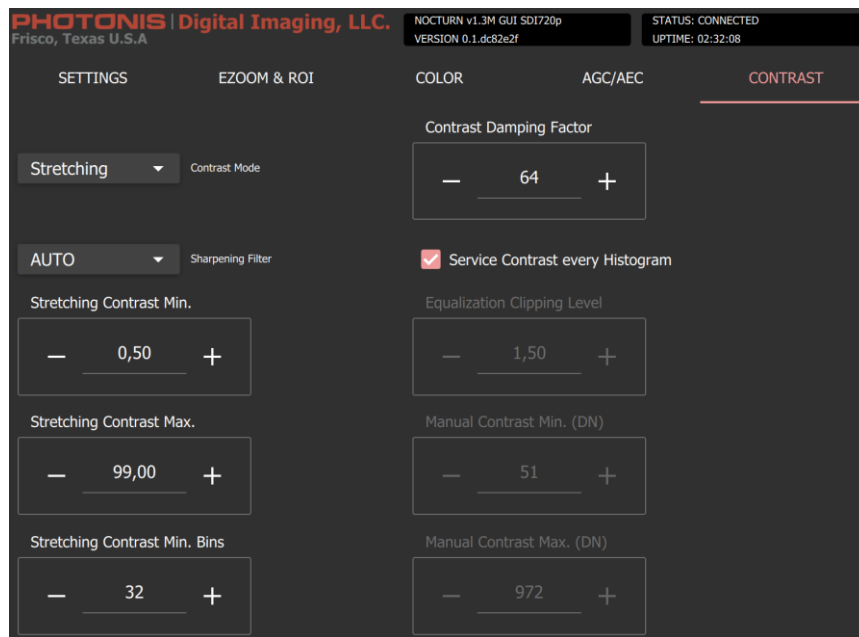 PHOTONIS | Digital Imaging, LLC.
Frisco, Texas U.S.A
NOCTURN v1.3M GUI SDI720p
VERSION 0.1.dc82e2f
STATUS: CONNECTED
UPTIME: 02:32:08
SETTINGS
EZOOM & ROI
COLOR
AGC/AEC
CONTRAST
Stretching
Contrast Mode
Contrast Damping Factor
— 64 +
AUTO
Sharpening Filter
Service Contrast every Histogram
Stretching Contrast Min.
— 0,50 +
Equalization Clipping Level
— 1,50 +
Stretching Contrast Max.
— 99,00 +
Manual Contrast Min. (DN)
— 51 +
Stretching Contrast Min. Bins
— 32 +
Manual Contrast Max. (DN)
— 972 +